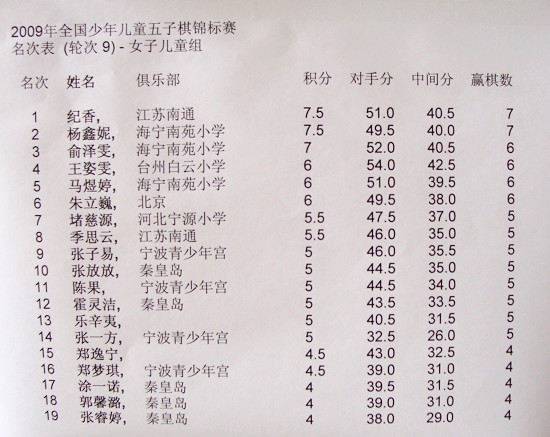 2009年全国少年儿童五子棋锦标赛
名次表 (轮次 9) - 女子儿童组
名次 姓名 俱乐部 积分 对手分 中间分 赢棋数
1 纪香, 江苏南通 7.5 51.0 40.5 7
2 杨鑫妮, 海宁南苑小学 7.5 49.5 40.0 7
3 俞泽雯, 海宁南苑小学 7 52.0 40.5 6
4 王姿雯, 台州白云小学 6 54.0 42.5 6
5 马煜婷, 海宁南苑小学 6 51.0 39.5 6
6 朱立巍, 北京 6 49.5 38.0 6
7 堵慈源, 河北宁源小学 5.5 47.5 37.0 5
8 季思云, 江苏南通 5.5 46.0 35.0 5
9 张子易, 宁波青少年宫 5 46.0 35.5 5
10 张放放, 秦皇岛 5 44.5 35.0 5
11 陈果, 宁波青少年宫 5 44.5 34.0 5
12 霍灵洁, 秦皇岛 5 43.5 33.5 5
13 乐辛夷, 5 40.5 31.5 5
14 张一方, 宁波青少年宫 5 32.5 26.0 5
15 郑逸宁, 4.5 43.0 32.5 4
16 郑梦琪, 宁波青少年宫 4.5 39.0 31.0 4
17 涂一诺, 秦皇岛 4 39.5 31.5 4
18 郭馨潞, 秦皇岛 4 39.0 31.0 4
19 张睿婷, 秦皇岛 4 38.0 29.0 4